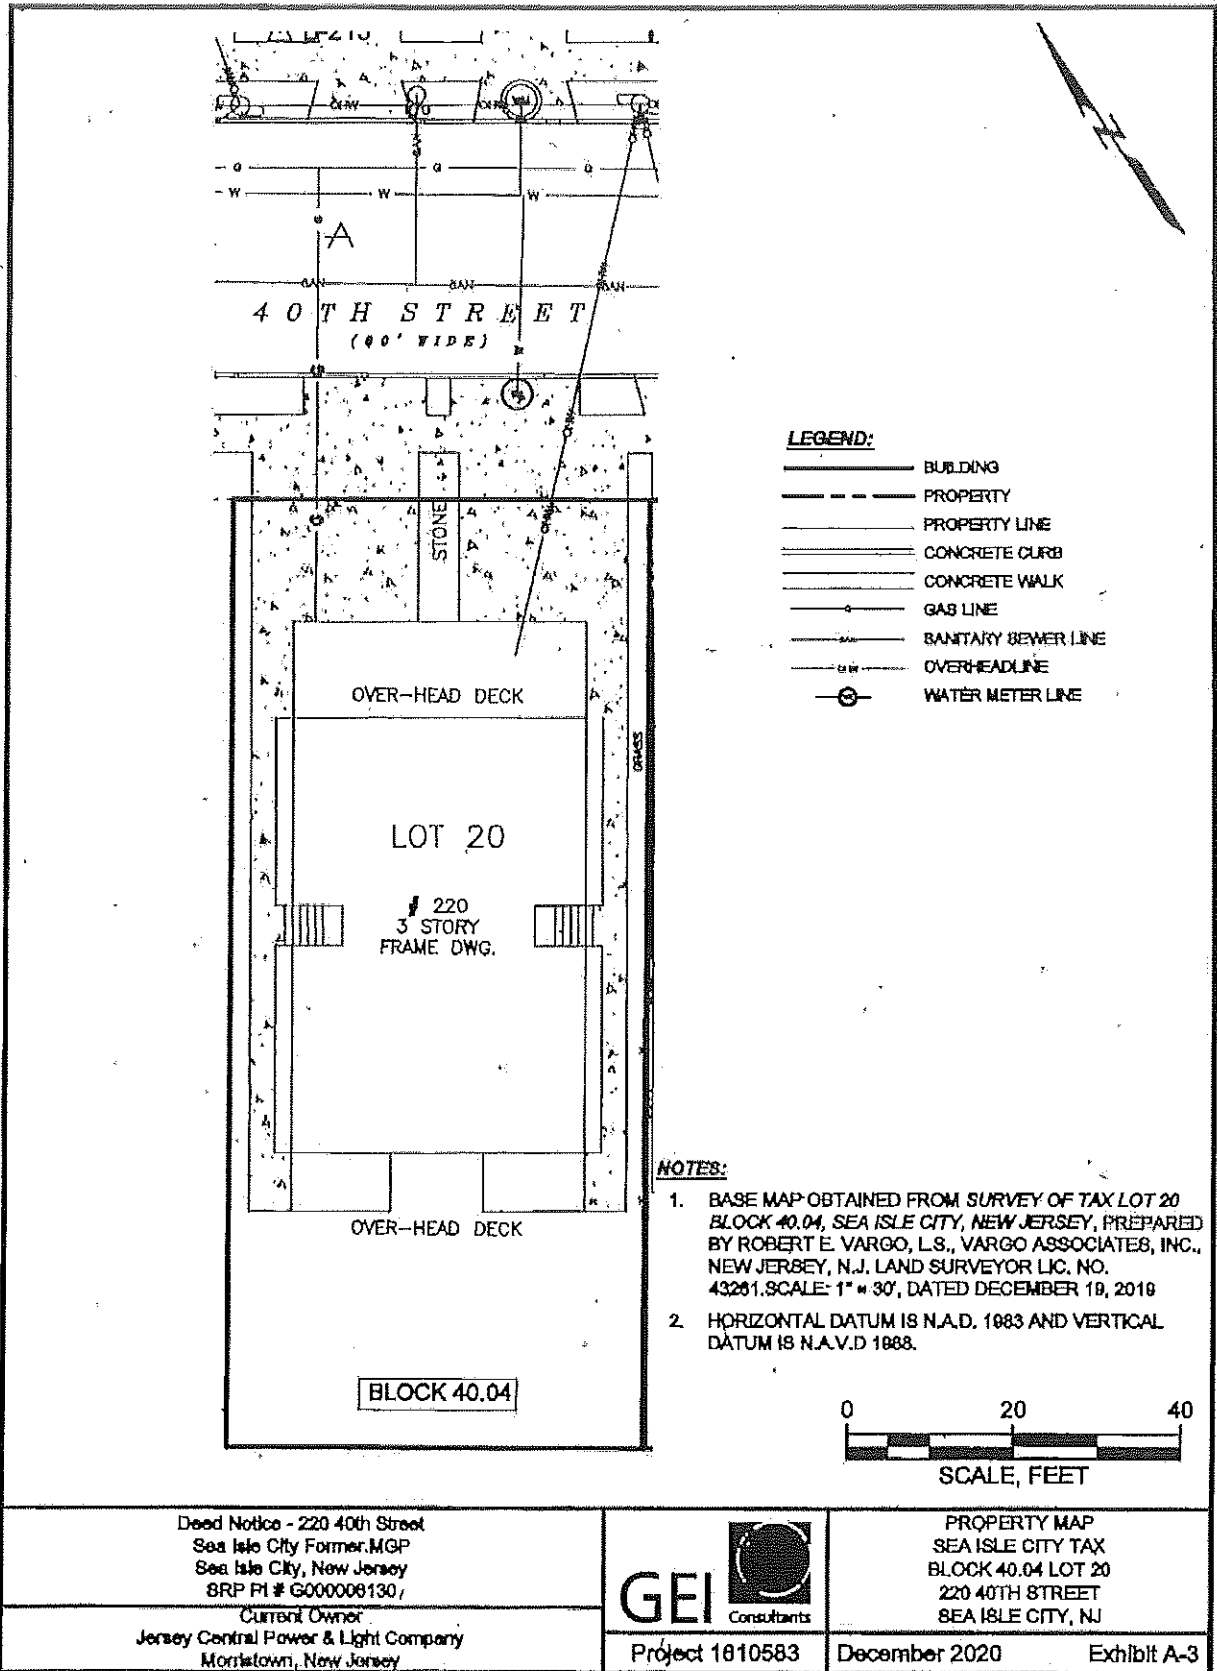 G G G
W W W
A
SAN SAN SAN
40TH STREET
(60' WIDE)
STONE
OVER-HEAD DECK
GRASS
LOT 20
# 220
3 STORY
FRAME DWG.
OVER-HEAD DECK
BLOCK 40.04
LEGEND:
BUILDING
PROPERTY
PROPERTY LINE
CONCRETE CURB
CONCRETE WALK
GAS LINE
SANITARY SEWER LINE
OVERHEADLINE
WATER METER LINE
NOTES:
1. BASE MAP OBTAINED FROM SURVEY OF TAX LOT 20
BLOCK 40.04, SEA ISLE CITY, NEW JERSEY, PREPARED
BY ROBERT E. VARGO, L.S., VARGO ASSOCIATES, INC.,
NEW JERSEY, N.J. LAND SURVEYOR LIC. NO.
43261.SCALE: 1" = 30', DATED DECEMBER 19, 2019
2. HORIZONTAL DATUM IS N.A.D. 1983 AND VERTICAL
DATUM IS N.A.V.D 1988.
0 20 40
SCALE, FEET
Deed Notice - 220 40th Street
Sea Isle City Former MGP
Sea Isle City, New Jersey
SRP PI # G000006130
Current Owner
Jersey Central Power & Light Company
Morristown, New Jersey
GEI Consultants
Project 1610583
PROPERTY MAP
SEA ISLE CITY TAX
BLOCK 40.04 LOT 20
220 40TH STREET
SEA ISLE CITY, NJ
December 2020 Exhibit A-3